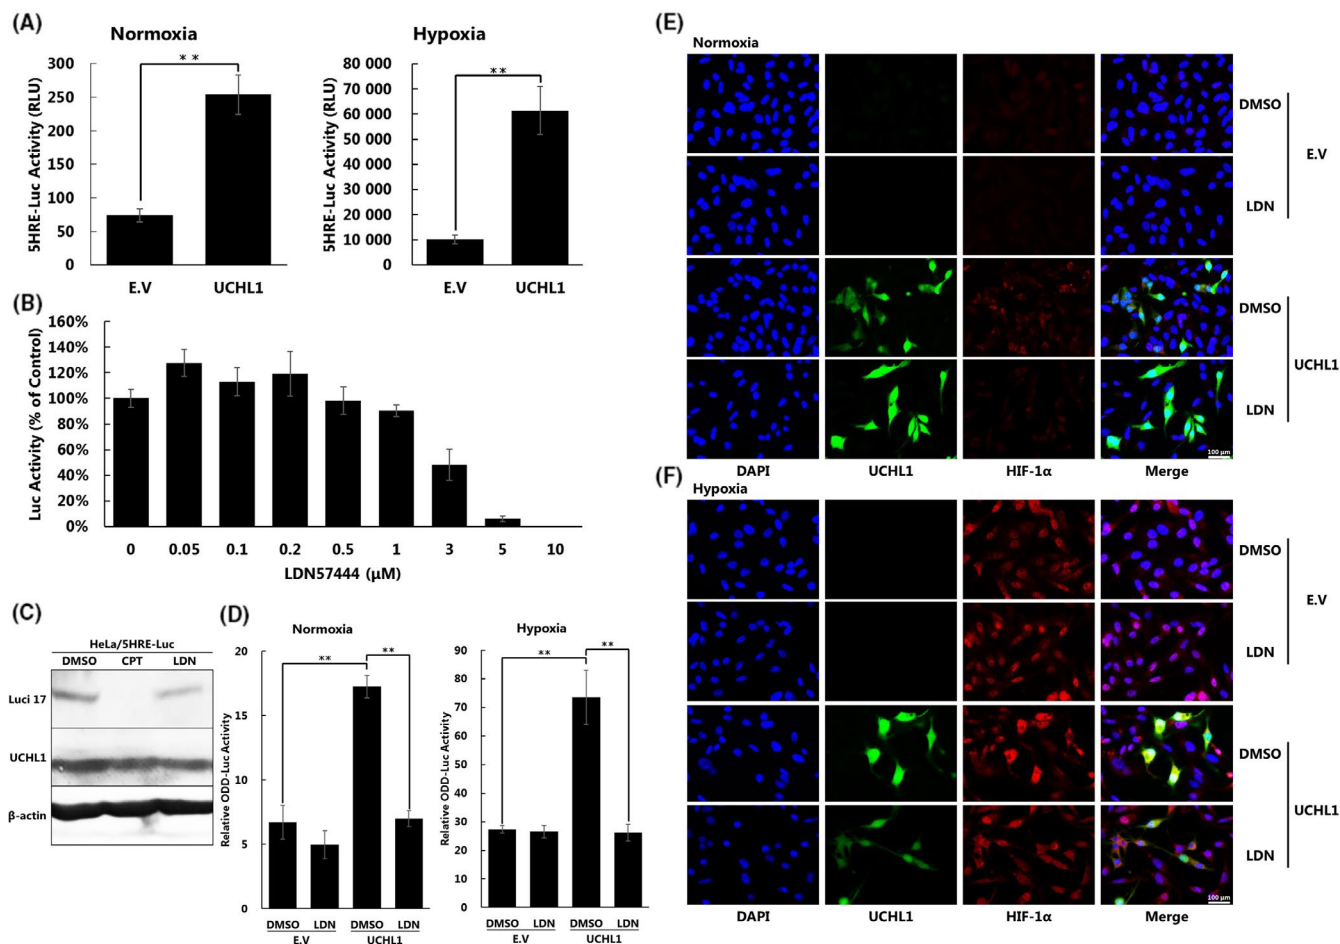 (A)
Normoxia
5HRE-Luc Activity (RLU)
300
250
200
150
100
50
0
**
E.V UCHL1
Hypoxia
5HRE-Luc Activity (RLU)
80 000
70 000
60 000
50 000
40 000
30 000
20 000
10 000
0
**
E.V UCHL1
(B)
Luc Activity (% of Control)
160%
140%
120%
100%
80%
60%
40%
20%
0%
0 0.05 0.1 0.2 0.5 1 3 5 10
LDN57444 (μM)
(C)
HeLa/5HRE-Luc
DMSO CPT LDN
Luci 17
UCHL1
β-actin
(D)
Normoxia
Relative ODD-Luc Activity
20
15
10
5
0
** **
DMSO LDN DMSO LDN
E.V UCHL1
Hypoxia
Relative ODD-Luc Activity
90
80
70
60
50
40
30
20
10
0
** **
DMSO LDN DMSO LDN
E.V UCHL1
(E)
Normoxia
DMSO
LDN
E.V
DMSO
LDN
UCHL1
100 μm
DAPI UCHL1 HIF-1α Merge
(F)
Hypoxia
DMSO
LDN
E.V
DMSO
LDN
UCHL1
100 μm
DAPI UCHL1 HIF-1α Merge